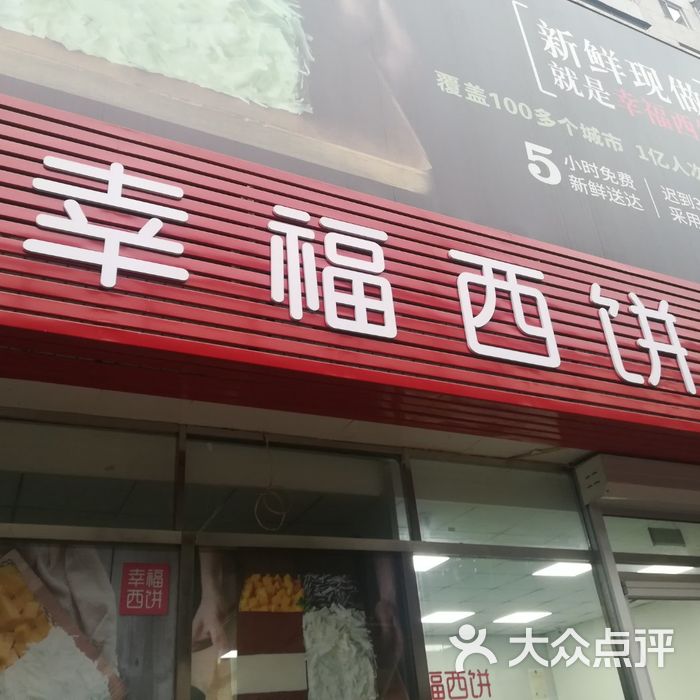 新鲜现做
就是幸福西
覆盖100多个城市 1亿人次
5小时免费
新鲜送达
迟到3
采用
幸福西饼
幸福
西饼
福西饼
大众点评